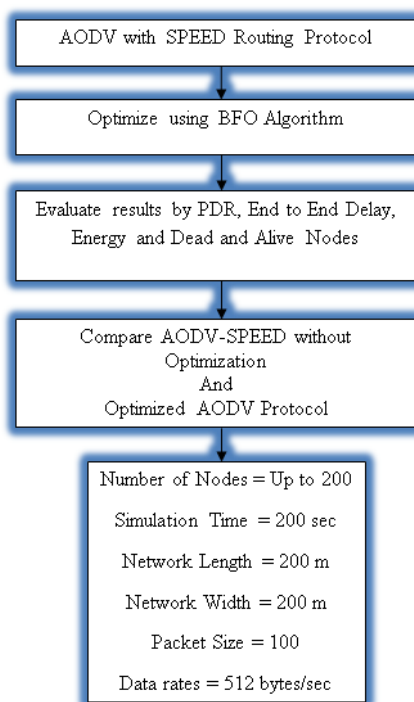 AODV with SPEED Routing Protocol
Optimize using BFO Algorithm
Evaluate results by PDR, End to End Delay,
Energy and Dead and Alive Nodes
Compare AODV-SPEED without
Optimization
And
Optimized AODV Protocol
Number of Nodes = Up to 200
Simulation Time = 200 sec
Network Length = 200 m
Network Width = 200 m
Packet Size = 100
Data rates = 512 bytes/sec